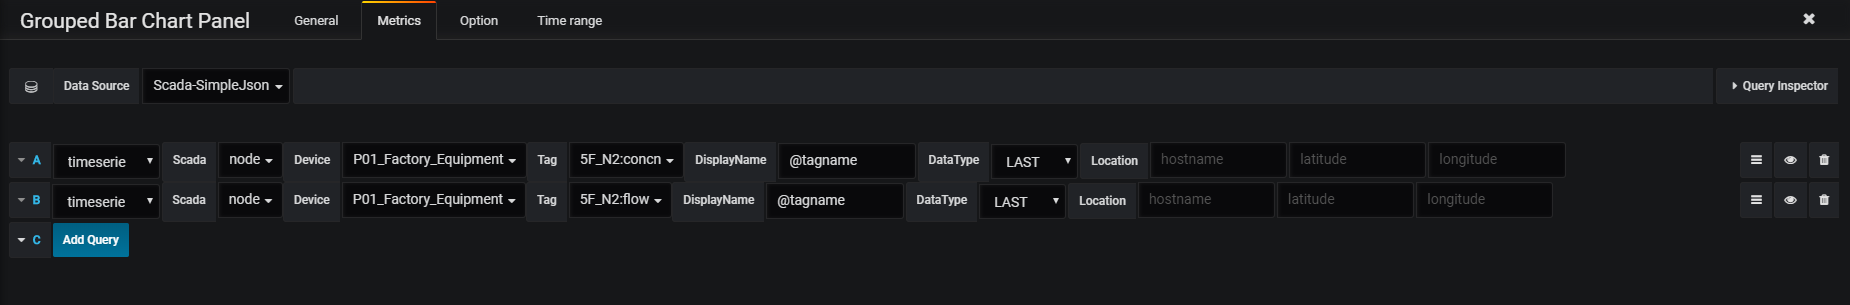 Grouped Bar Chart Panel General Metrics Option Time range
Data Source Scada-SimpleJson Query Inspector
A timeserie Scada node Device P01_Factory_Equipment Tag 5F_N2:concn DisplayName @tagname DataType LAST Location hostname latitude longitude
B timeserie Scada node Device P01_Factory_Equipment Tag 5F_N2:flow DisplayName @tagname DataType LAST Location hostname latitude longitude
C Add Query